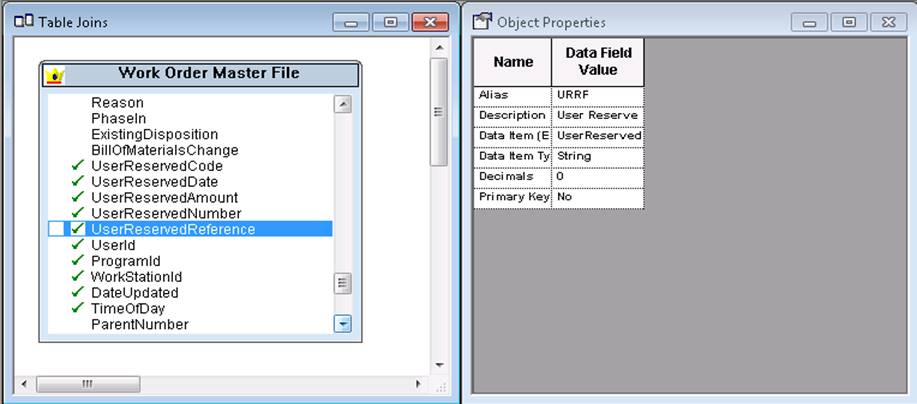 Table Joins
Work Order Master File
Reason
PhaseIn
ExistingDisposition
BillOfMaterialsChange
UserReservedCode
UserReservedDate
UserReservedAmount
UserReservedNumber
UserReservedReference
UserId
ProgramId
WorkStationId
DateUpdated
TimeOfDay
ParentNumber
Object Properties
Name Data Field
Value
Alias URRF
Description User Reserve
Data Item (E UserReserved
Data Item Ty String
Decimals 0
Primary Key No